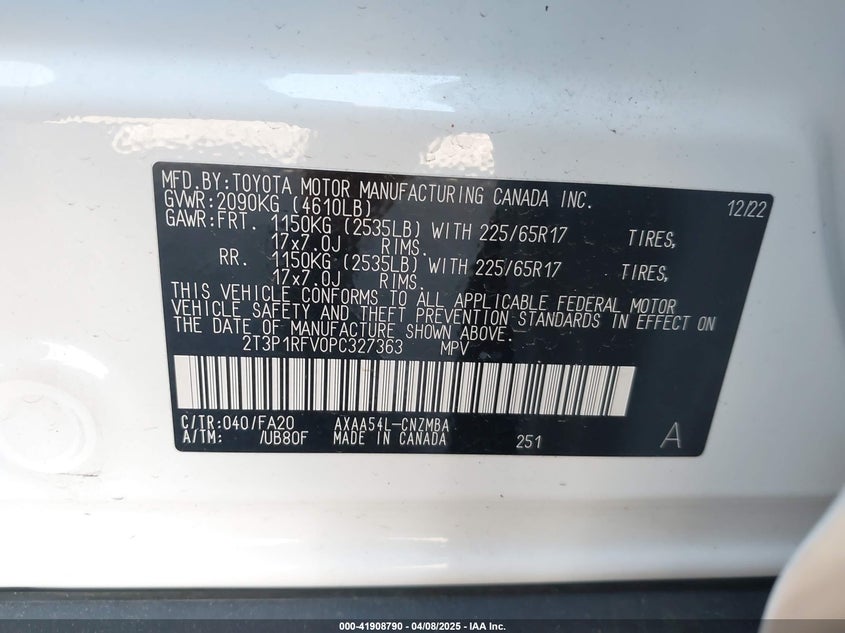 MFD.BY:TOYOTA MOTOR MANUFACTURING CANADA INC. 12/22
GVWR:2090KG (4610LB)
GAWR:FRT. 1150KG (2535LB) WITH 225/65R17 TIRES,
17x7.0J RIMS.
RR. 1150KG (2535LB) WITH 225/65R17 TIRES,
17x7.0J RIMS.
THIS VEHICLE CONFORMS TO ALL APPLICABLE FEDERAL MOTOR
VEHICLE SAFETY AND THEFT PREVENTION STANDARDS IN EFFECT ON
THE DATE OF MANUFACTURE SHOWN ABOVE.
2T3P1RFV0PC327363 MPV
C/TR:040/FA20 AXAA54L-CNZMBA
A/TM: /UB80F MADE IN CANADA 251 A
000-41908790 - 04/08/2025 - IAA Inc.